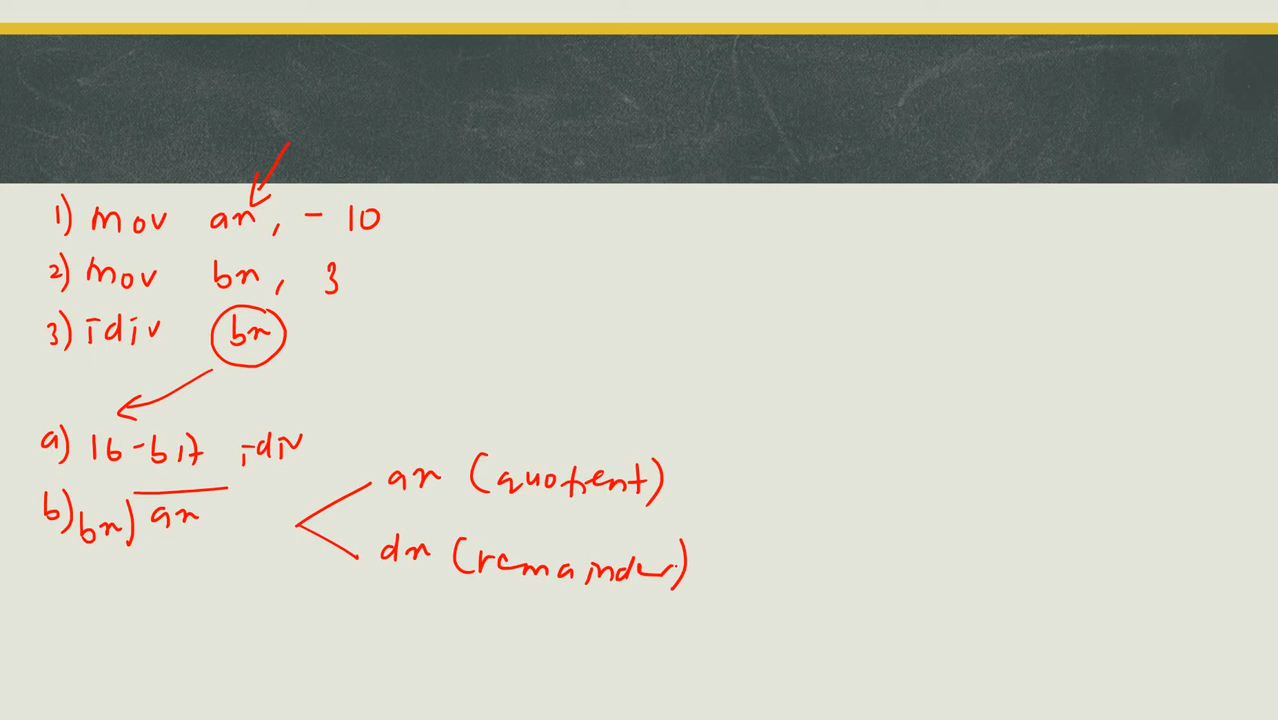 1) mov ax, - 10
2) mov bx, 3
3) idiv bx
a) 16-bit idiv
b) bx) ax
ax (quotient)
dx (remainder)